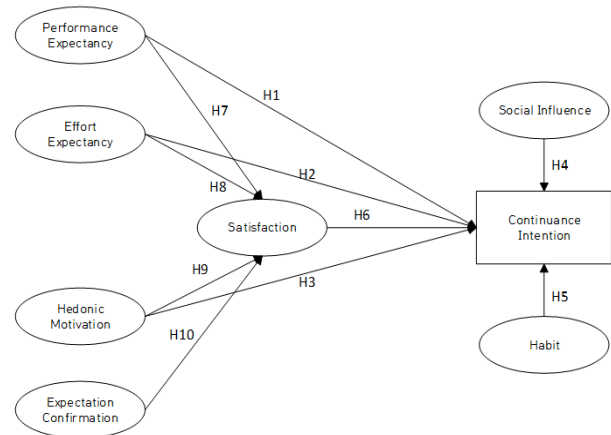 Performance
Expectancy
H1
Social Influence
H7
Effort
Expectancy
H4
H2
H8
Satisfaction
H6
Continuance
Intention
H9
H3
H5
Hedonic
Motivation
H10
Habit
Expectation
Confirmation